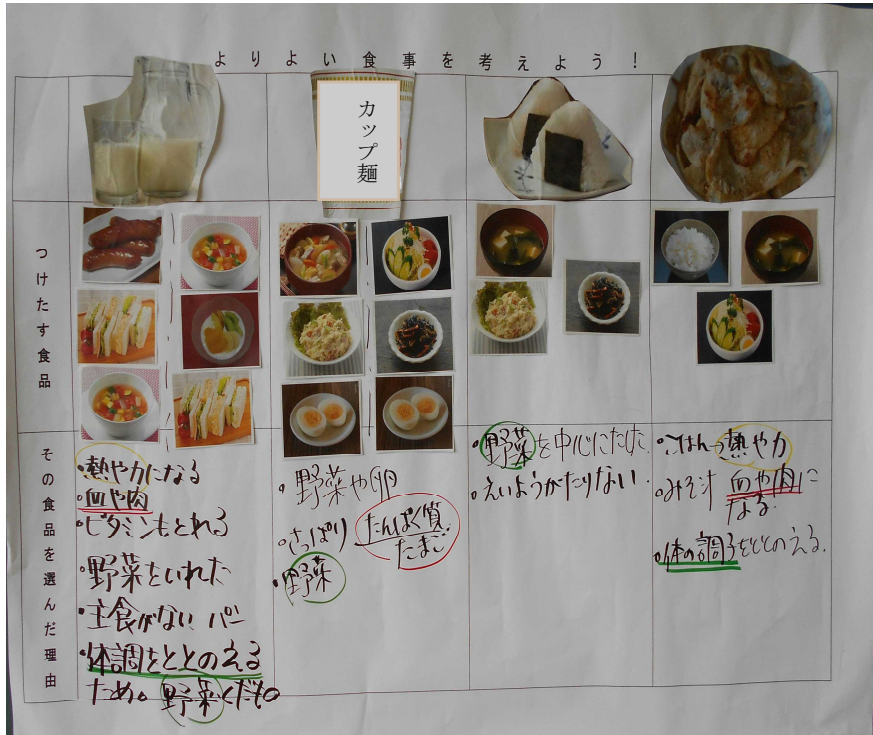 よりよい食事を考えよう!
カップ麺
つけたす食品
その食品を選んだ理由
・熱や力になる
・血や肉
・ビタミンもとれる
・野菜をいれた
・主食がない パン
・体調をととのえる
ため。野菜くだもの
・野菜や卵
・さっぱり
たんぱく質
たまご
・野菜
・野菜を中心にたした
・えいようがたりない
・ごはん→熱や力
・みそ汁 血や肉に
なる
・体の調子をととのえる。